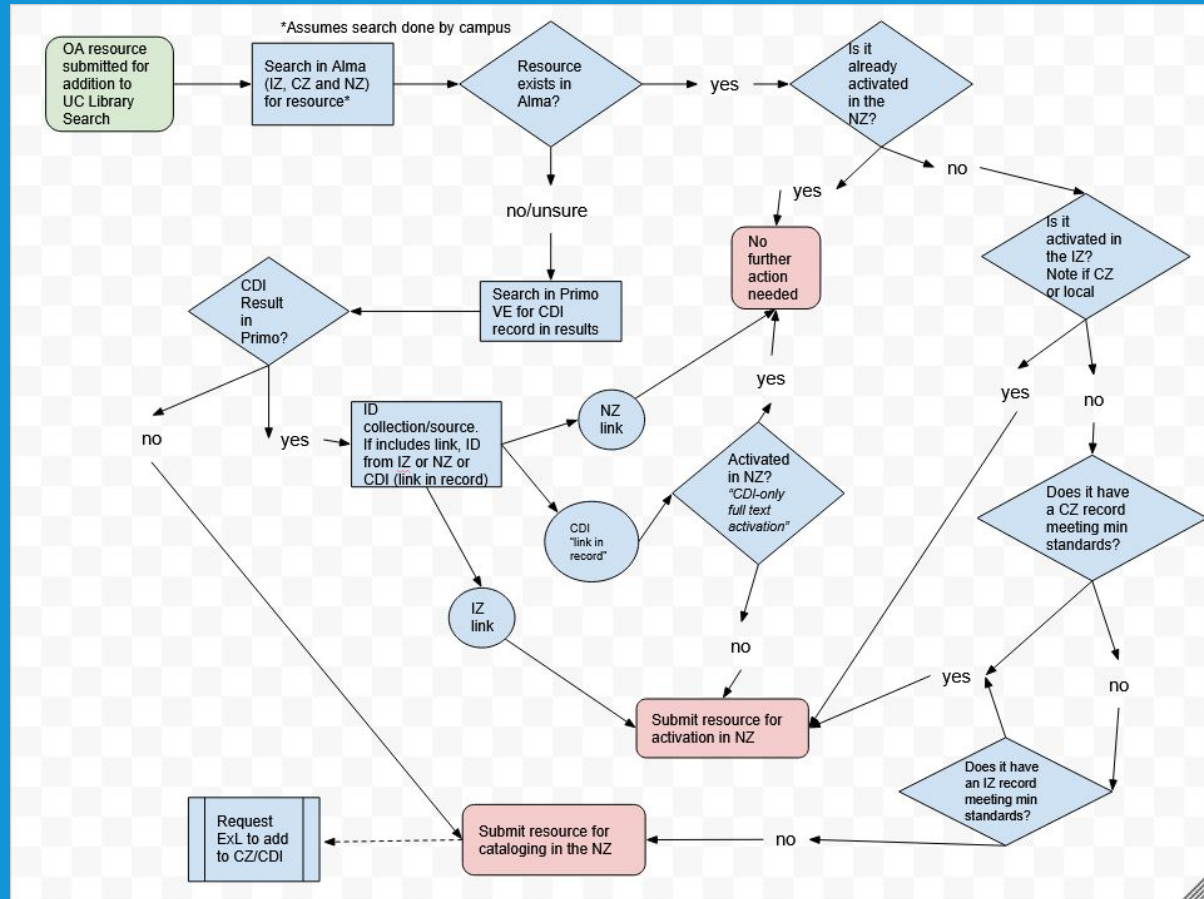 *Assumes search done by campus
OA resource
submitted for
addition to
UC Library
Search
Search in Alma
(IZ, CZ and NZ)
for resource*
Resource
exists in
Alma?
yes
Is it
already
activated
in the
NZ?
no
yes
no/unsure
No
further
action
needed
Is it
activated in
the IZ?
Note if CZ
or local
CDI
Result
in
Primo?
Search in Primo
VE for CDI
record in results
yes
yes
no
no
yes
ID
collection/source.
If includes link, ID
from IZ or NZ or
CDI (link in record)
NZ
link
Activated
in NZ?
"CDI-only
full text
activation"
CDI
"link in
record"
Does it have
a CZ record
meeting min
standards?
IZ
link
no
yes
no
Submit resource for
activation in NZ
Does it have
an IZ record
meeting min
standards?
Request
ExL to add
to CZ/CDI
Submit resource for
cataloging in the NZ
no